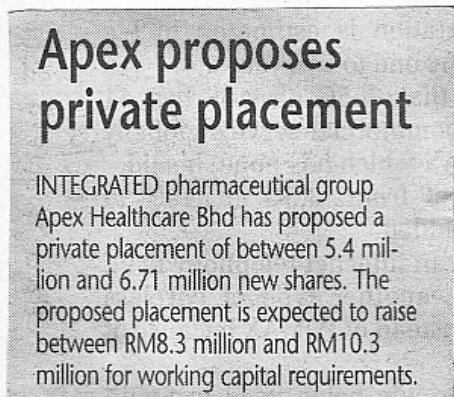 Apex proposes
private placement
INTEGRATED pharmaceutical group
Apex Healthcare Bhd has proposed a
private placement of between 5.4 mil-
lion and 6.71 million new shares. The
proposed placement is expected to raise
between RM8.3 million and RM10.3
million for working capital requirements.